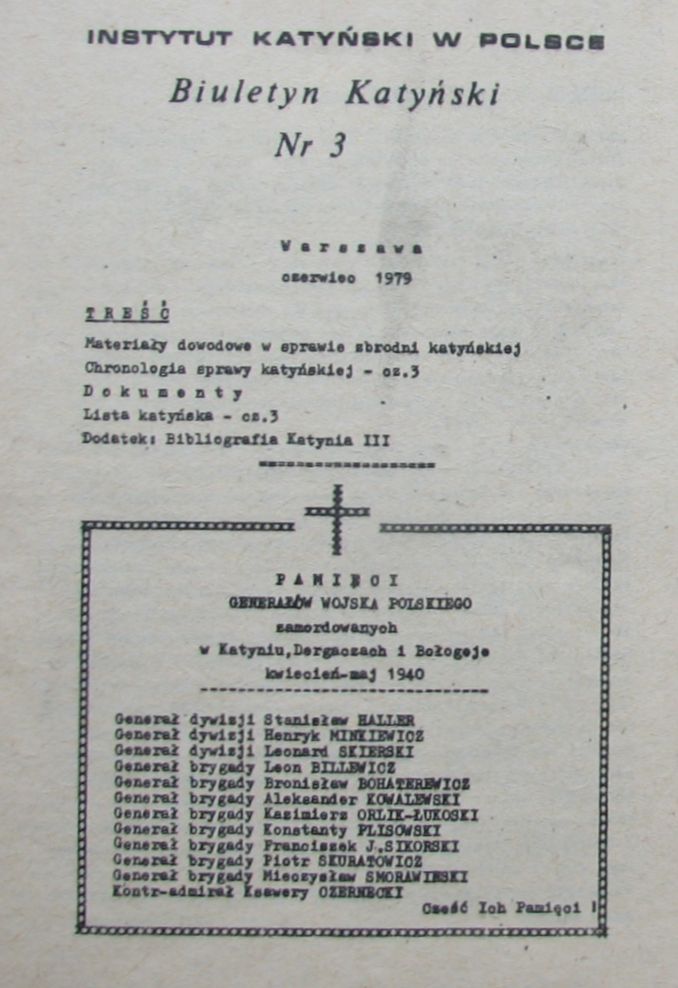 INSTYTUT KATYŃSKI W POLSCE
Biuletyn Katyński
Nr 3
Warszawa
czerwiec 1979
TREŚĆ
Materiały dowodowe w sprawie zbrodni katyńskiej
Chronologia sprawy katyńskiej - cz.3
Dokumenty
Lista katyńska - cz.3
Dodatek: Bibliografia Katynia III
PAMIĘCI
GENERAŁÓW WOJSKA POLSKIEGO
zamordowanych
w Katyniu,Dergaczach i Bołogoje
kwiecień-maj 1940
Generał dywizji Stanisław HALLER
Generał dywizji Henryk MINKIEWICZ
Generał dywizji Leonard SKIERSKI
Generał brygady Leon BILLEWICZ
Generał brygady Bronisław BOHATEREWICZ
Generał brygady Aleksander KOWALEWSKI
Generał brygady Kazimierz ORLIK-ŁUKOSKI
Generał brygady Konstanty PLISOWSKI
Generał brygady Franciszek J.SIKORSKI
Generał brygady Piotr SKURATOWICZ
Generał brygady Mieczysław SMORAWIŃSKI
Kontr-admirał Ksawery CZERNECKI
Cześć Ich Pamięci !